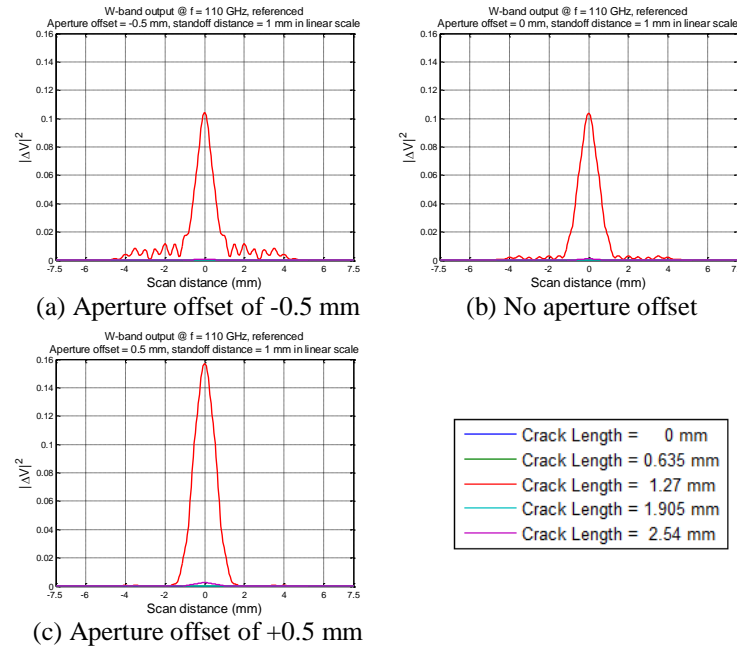 W-band output @ f = 110 GHz, referenced
Aperture offset = -0.5 mm, standoff distance = 1 mm in linear scale
0.16
0.14
0.12
0.1
0.08
0.06
0.04
0.02
0
|ΔV|²
-7.5 -6 -4 -2 0 2 4 6 7.5
Scan distance (mm)
(a) Aperture offset of -0.5 mm
W-band output @ f = 110 GHz, referenced
Aperture offset = 0 mm, standoff distance = 1 mm in linear scale
0.16
0.14
0.12
0.1
0.08
0.06
0.04
0.02
0
|ΔV|²
-7.5 -6 -4 -2 0 2 4 6 7.
Scan distance (mm)
(b) No aperture offset
W-band output @ f = 110 GHz, referenced
Aperture offset = 0.5 mm, standoff distance = 1 mm in linear scale
0.16
0.14
0.12
0.1
0.08
0.06
0.04
0.02
0
|ΔV|²
-7.5 -6 -4 -2 0 2 4 6 7.5
Scan distance (mm)
(c) Aperture offset of +0.5 mm
Crack Length = 0 mm
Crack Length = 0.635 mm
Crack Length = 1.27 mm
Crack Length = 1.905 mm
Crack Length = 2.54 mm